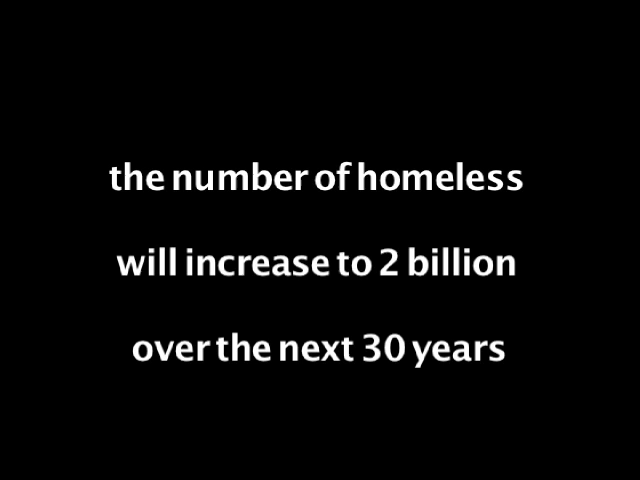 the number of homeless
will increase to 2 billion
over the next 30 years